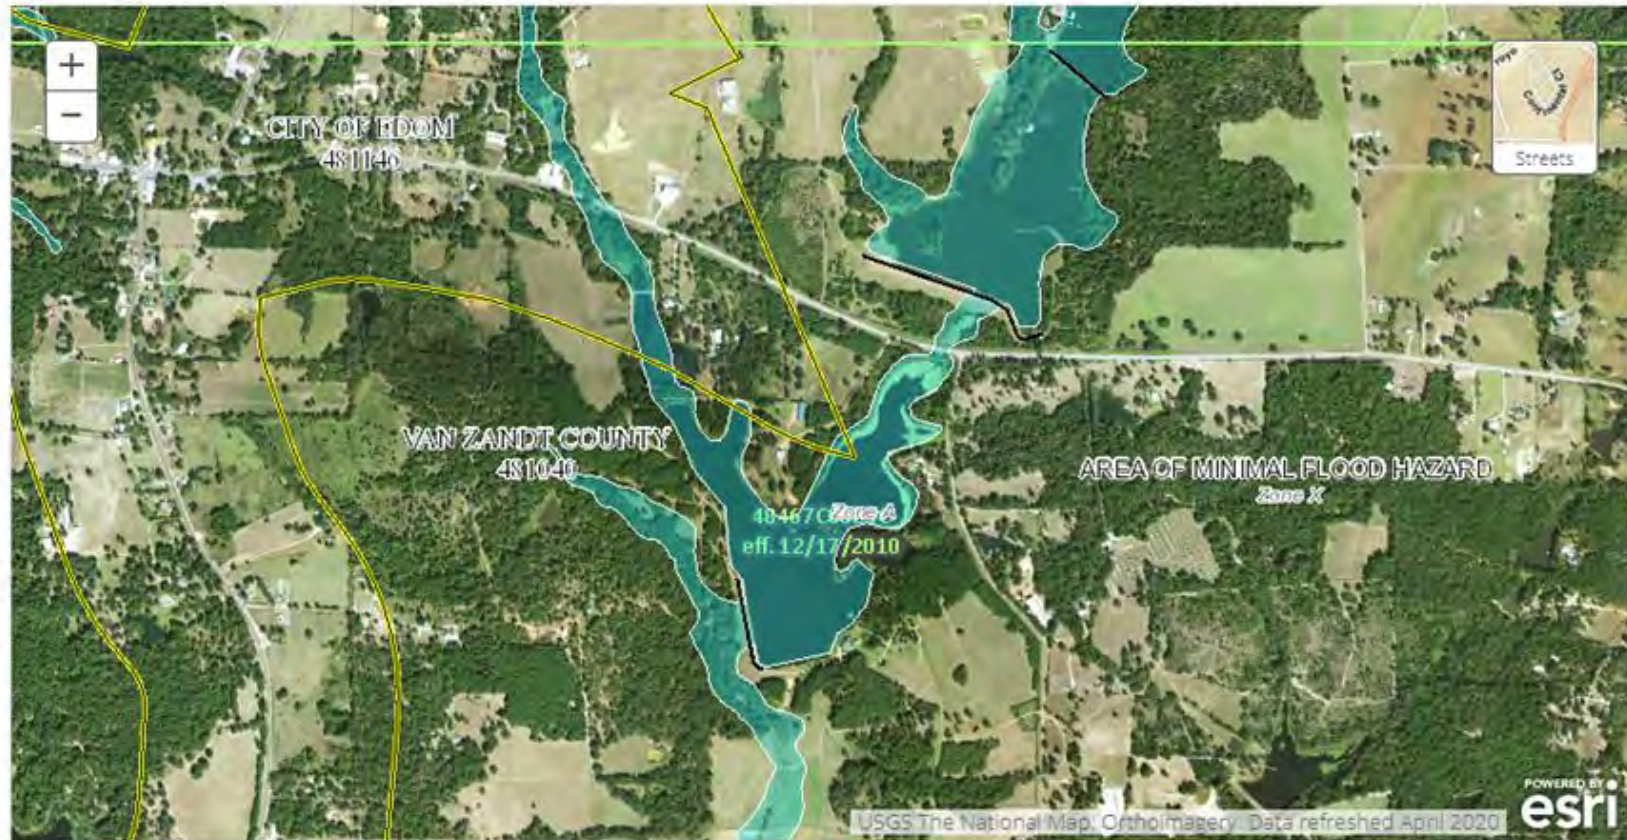 +
−
CITY OF EDOM
481146
Streets
VAN ZANDT COUNTY
481040
AREA OF MINIMAL FLOOD HAZARD
Zone X
Zone A
eff. 12/17/2010
POWERED BY
esri
USGS The National Map: Orthoimagery. Data refreshed April 2020